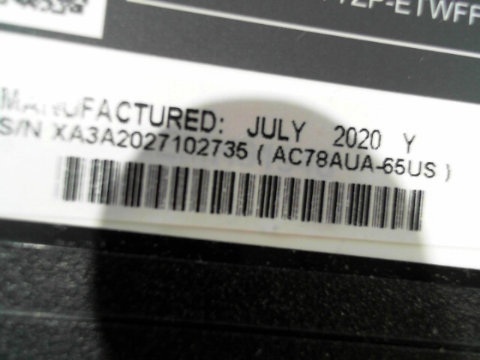 MANUFACTURED: JULY 2020 Y
S/N XA3A2027102735 ( AC78AUA-65US )